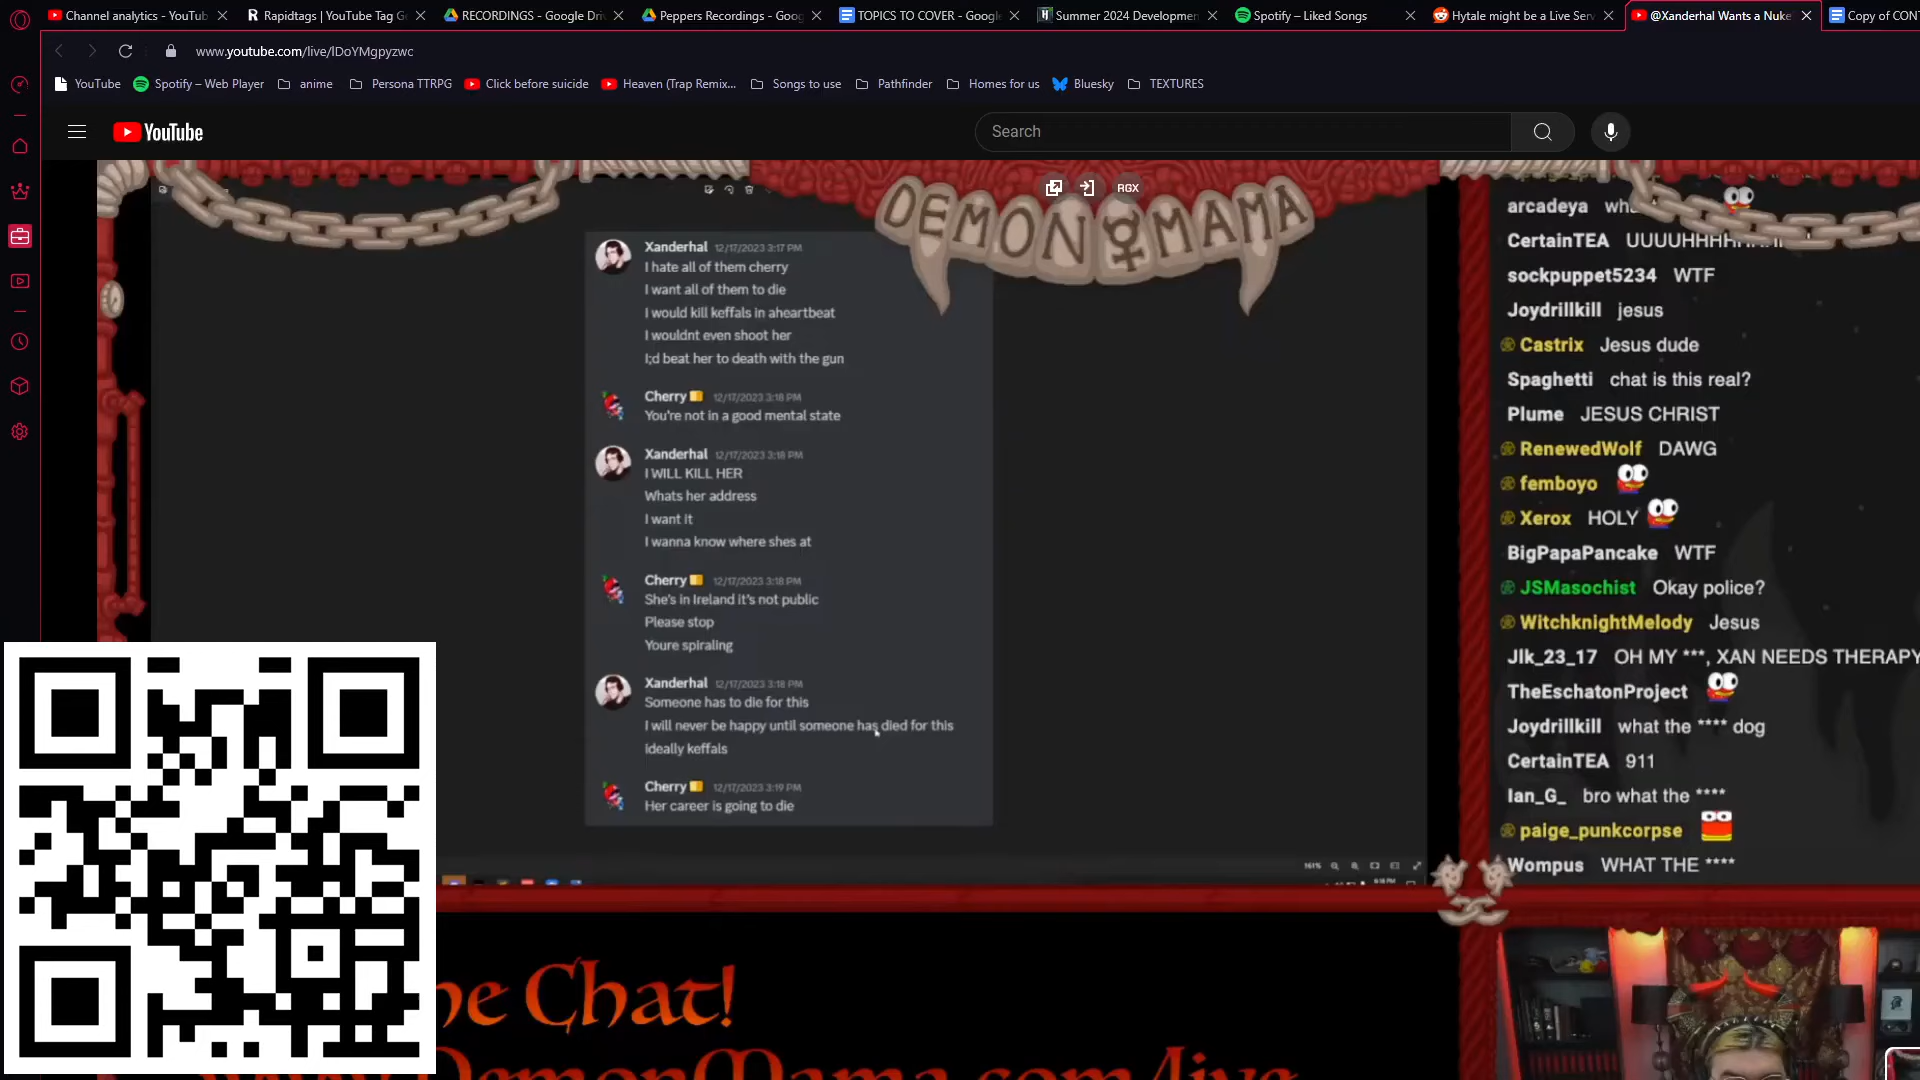 Channel analytics - YouTub
Rapidtags | YouTube Tag G
RECORDINGS - Google Dri
Peppers Recordings - Goog
TOPICS TO COVER - Google
Summer 2024 Developmen
Spotify – Liked Songs
Hytale might be a Live Serv
@Xanderhal Wants a Nuke
Copy of CON
www.youtube.com/live/lDoYMgpyzwc
YouTube
Spotify – Web Player
anime
Persona TTRPG
Click before suicide
Heaven (Trap Remix...
Songs to use
Pathfinder
Homes for us
Bluesky
TEXTURES
YouTube
Search
RGX
DEMON MAMA
Xanderhal 12/17/2023 3:17 PM
I hate all of them cherry
I want all of them to die
I would kill keffals in aheartbeat
I wouldnt even shoot her
I;d beat her to death with the gun
Cherry 12/17/2023 3:18 PM
You're not in a good mental state
Xanderhal 12/17/2023 3:18 PM
I WILL KILL HER
Whats her address
I want it
I wanna know where shes at
Cherry 12/17/2023 3:18 PM
She's in Ireland it's not public
Please stop
Youre spiraling
Xanderhal 12/17/2023 3:18 PM
Someone has to die for this
I will never be happy until someone has died for this
ideally keffals
Cherry 12/17/2023 3:19 PM
Her career is going to die
161%
arcadeya
CertainTEA UUUUHHHH
sockpuppet5234 WTF
Joydrillkill jesus
Castrix Jesus dude
Spaghetti chat is this real?
Plume JESUS CHRIST
RenewedWolf DAWG
femboyo
Xerox HOLY
BigPapaPancake WTF
JSMasochist Okay police?
WitchknightMelody Jesus
Jlk_23_17 OH MY ***, XAN NEEDS THERAPY
TheEschatonProject
Joydrillkill what the **** dog
CertainTEA 911
Ian_G_ bro what the ****
paige_punkcorpse
Wompus WHAT THE ****
he Chat!
DemonMama.com/live